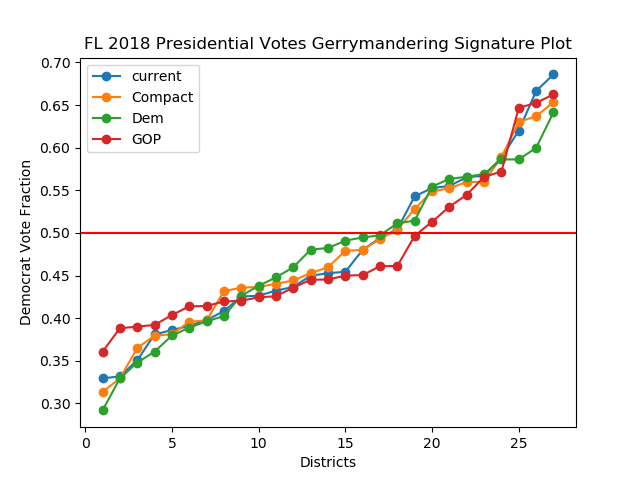 FL 2018 Presidential Votes Gerrymandering Signature Plot
current
Compact
Dem
GOP
Democrat Vote Fraction
0.70
0.65
0.60
0.55
0.50
0.45
0.40
0.35
0.30
0 5 10 15 20 25
Districts